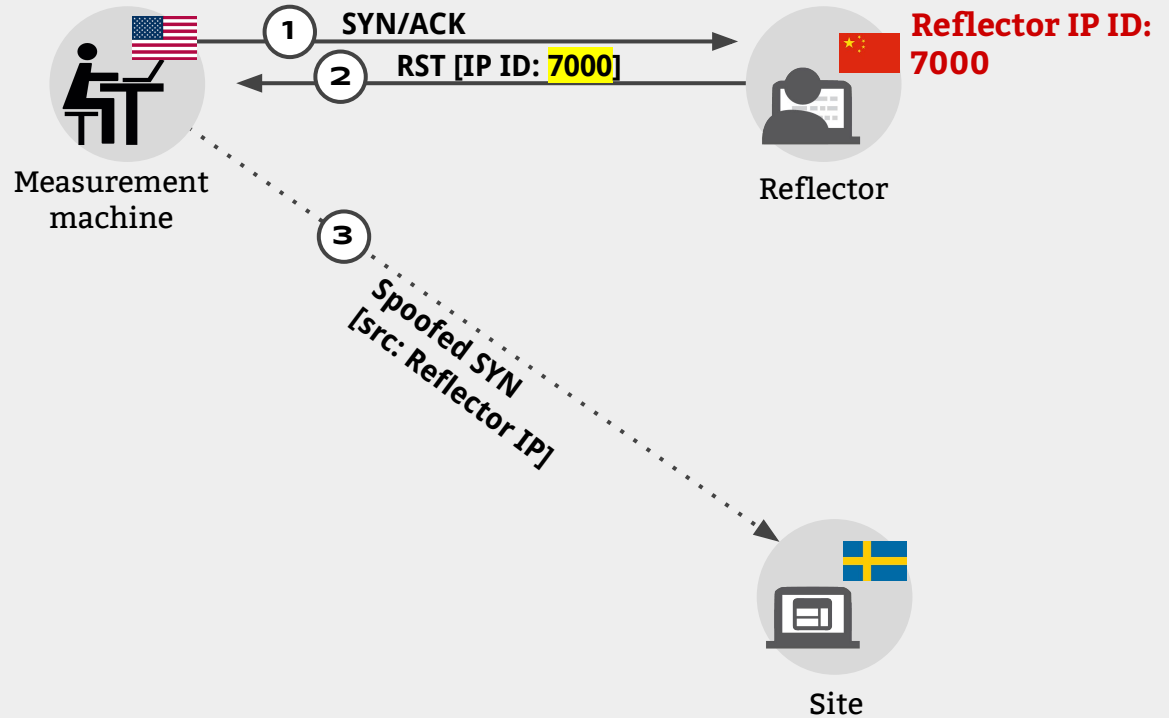 1
SYN/ACK
Reflector IP ID:
7000
2
RST [IP ID: 7000]
Measurement
machine
Reflector
3
Spoofed SYN
[src: Reflector IP]
Site